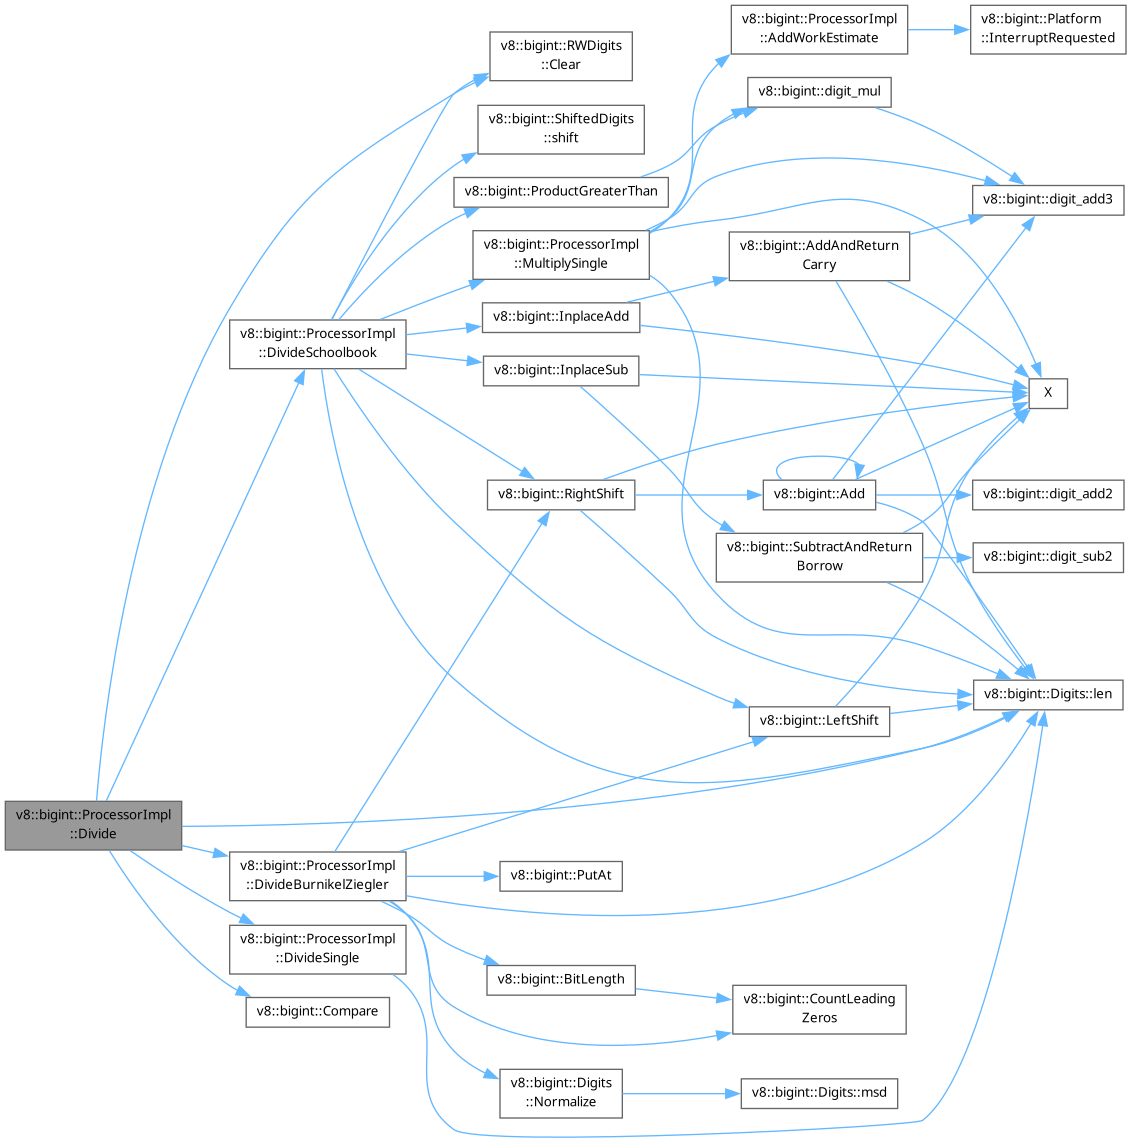 v8::bigint::ProcessorImpl
::AddWorkEstimate
v8::bigint::Platform
::InterruptRequested
v8::bigint::RWDigits
::Clear
v8::bigint::digit_mul
v8::bigint::ShiftedDigits
::shift
v8::bigint::ProductGreaterThan
v8::bigint::digit_add3
v8::bigint::ProcessorImpl
::MultiplySingle
v8::bigint::AddAndReturn
Carry
v8::bigint::InplaceAdd
v8::bigint::ProcessorImpl
::DivideSchoolbook
v8::bigint::InplaceSub
X
v8::bigint::RightShift
v8::bigint::Add
v8::bigint::digit_add2
v8::bigint::SubtractAndReturn
Borrow
v8::bigint::digit_sub2
v8::bigint::Digits::len
v8::bigint::LeftShift
v8::bigint::ProcessorImpl
::Divide
v8::bigint::ProcessorImpl
::DivideBurnikelZiegler
v8::bigint::PutAt
v8::bigint::ProcessorImpl
::DivideSingle
v8::bigint::BitLength
v8::bigint::CountLeading
Zeros
v8::bigint::Compare
v8::bigint::Digits
::Normalize
v8::bigint::Digits::msd